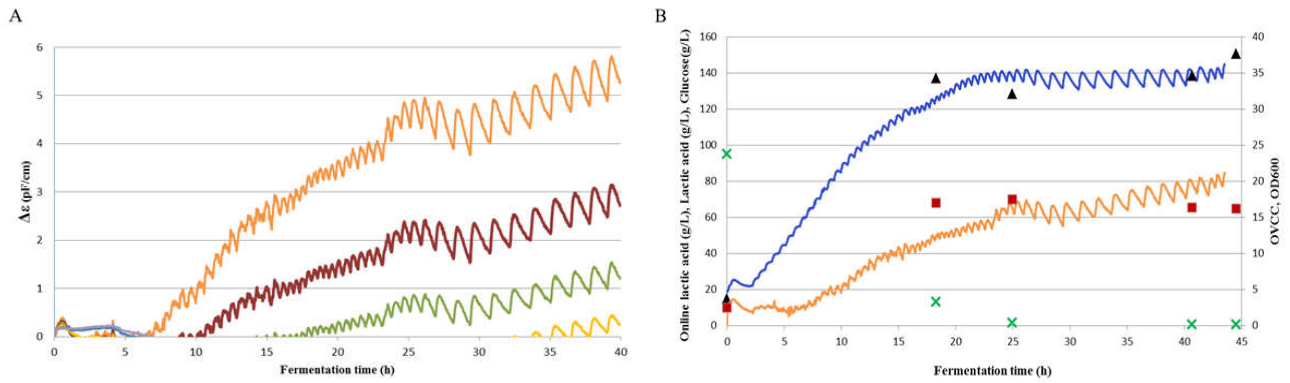 A
B
6
5
4
3
2
1
0
Δε (pF/cm)
0 5 10 15 20 25 30 35 40
Fermentation time (h)
160
140
120
100
80
60
40
20
0
Online lactic acid (g/L), Lactic acid (g/L), Glucose(g/L)
40
35
30
25
20
15
10
5
0
OVCC, OD600
0 5 10 15 20 25 30 35 40 45
Fermentation time (h)